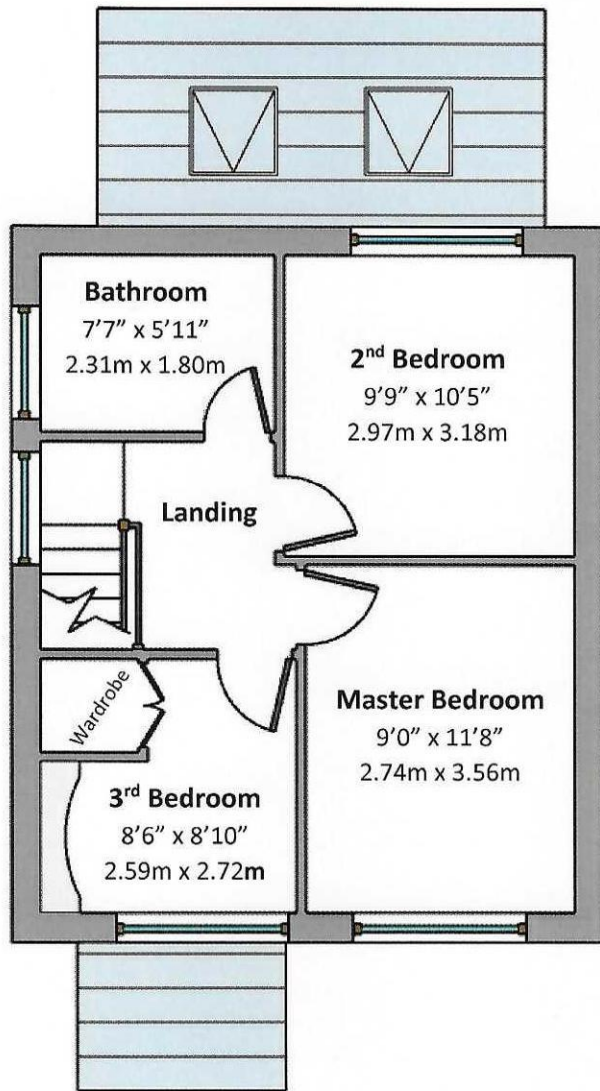 Bathroom
7’7” x 5’11”
2.31m x 1.80m
2nd Bedroom
9’9” x 10’5”
2.97m x 3.18m
Landing
Wardrobe
Master Bedroom
9’0” x 11’8”
2.74m x 3.56m
3rd Bedroom
8’6” x 8’10”
2.59m x 2.72m